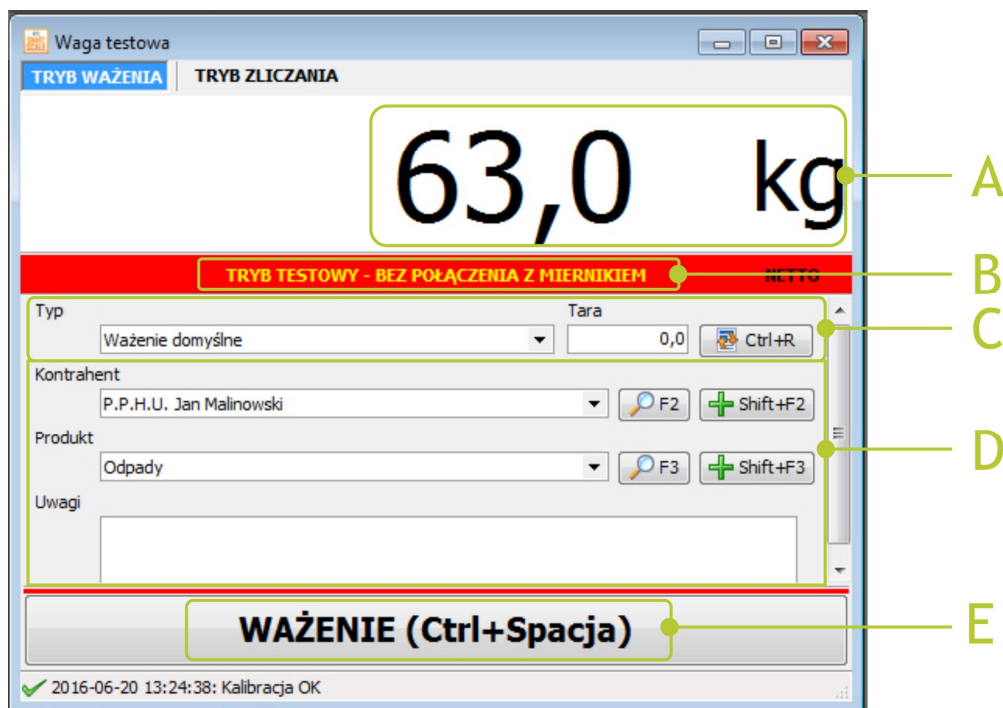 Waga testowa
TRYB WAŻENIA TRYB ZLICZANIA
63,0 kg
A
TRYB TESTOWY - BEZ POŁĄCZENIA Z MIERNIKIEM NETTO
B
Typ Tara
Ważenie domyślne 0,0 Ctrl+R
C
Kontrahent
P.P.H.U. Jan Malinowski F2 Shift+F2
Produkt
D
Odpady F3 Shift+F3
Uwagi
WAŻENIE (Ctrl+Spacja)
E
2016-06-20 13:24:38: Kalibracja OK